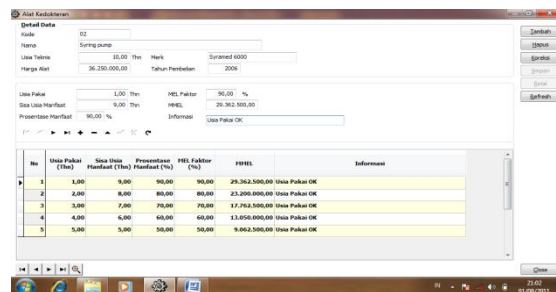 Alat Kedokteran
Detail Data
Kode 02
Nama Syring pump
Usia Teknis 10,00 Thn Merk Syramed 6000
Harga Alat 36.250.000,00 Tahun Pembelian 2006
Usia Pakai 1,00 Thn MEL Faktor 90,00 %
Sisa Usia Manfaat 9,00 Thn MMEL 29.362.500,00
Prosentase Manfaat 90,00 % Informasi Usia Pakai OK
Tambah
Hapus
Koreksi
Simpan
Batal
Refresh
No Usia Pakai (Thn) Sisa Usia Manfaat (Thn) Prosentase Manfaat (%) MEL Faktor (%) MMEL Informasi
1 1,00 9,00 90,00 90,00 29.362.500,00 Usia Pakai OK
2 2,00 8,00 80,00 80,00 23.200.000,00 Usia Pakai OK
3 3,00 7,00 70,00 70,00 17.762.500,00 Usia Pakai OK
4 4,00 6,00 60,00 60,00 13.050.000,00 Usia Pakai OK
5 5,00 5,00 50,00 50,00 9.062.500,00 Usia Pakai OK
Close
IN 21:02
01/08/2011